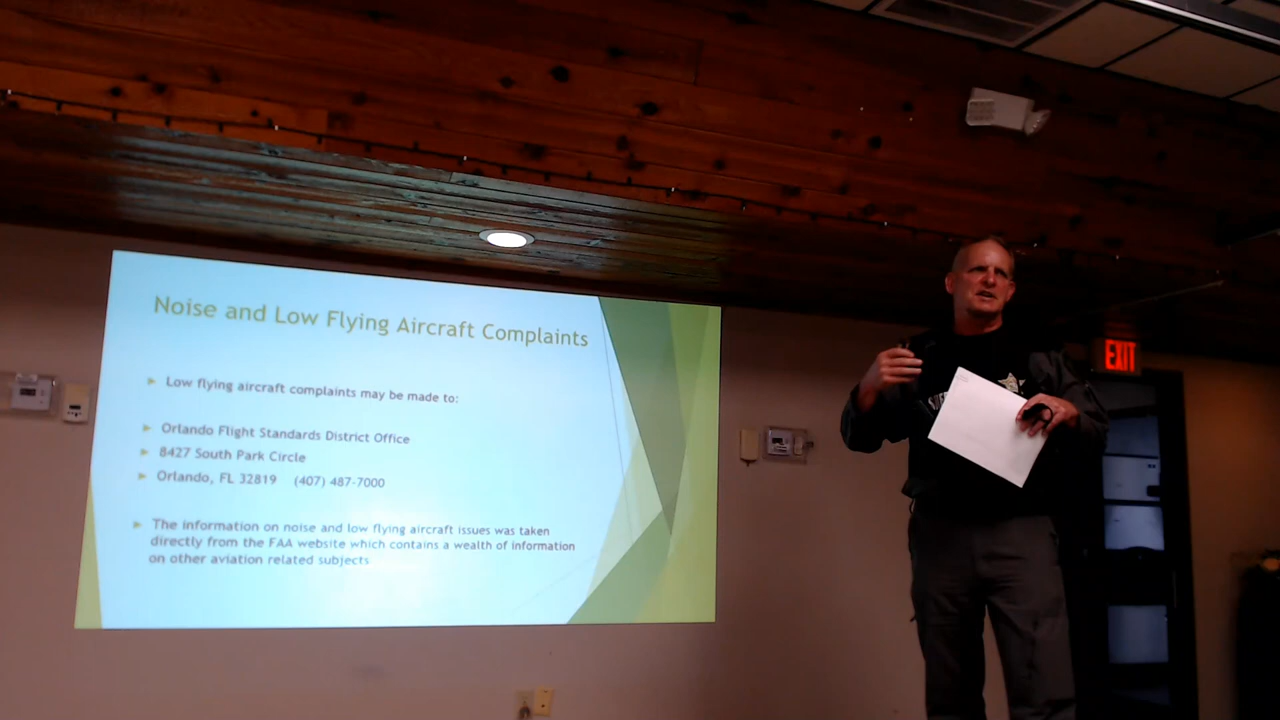 Noise and Low Flying Aircraft Complaints
Low flying aircraft complaints may be made to:
Orlando Flight Standards District Office
8427 South Park Circle
Orlando, FL 32819 (407) 487-7000
The information on noise and low flying aircraft issues was taken
directly from the FAA website which contains a wealth of information
on other aviation related subjects
EXIT